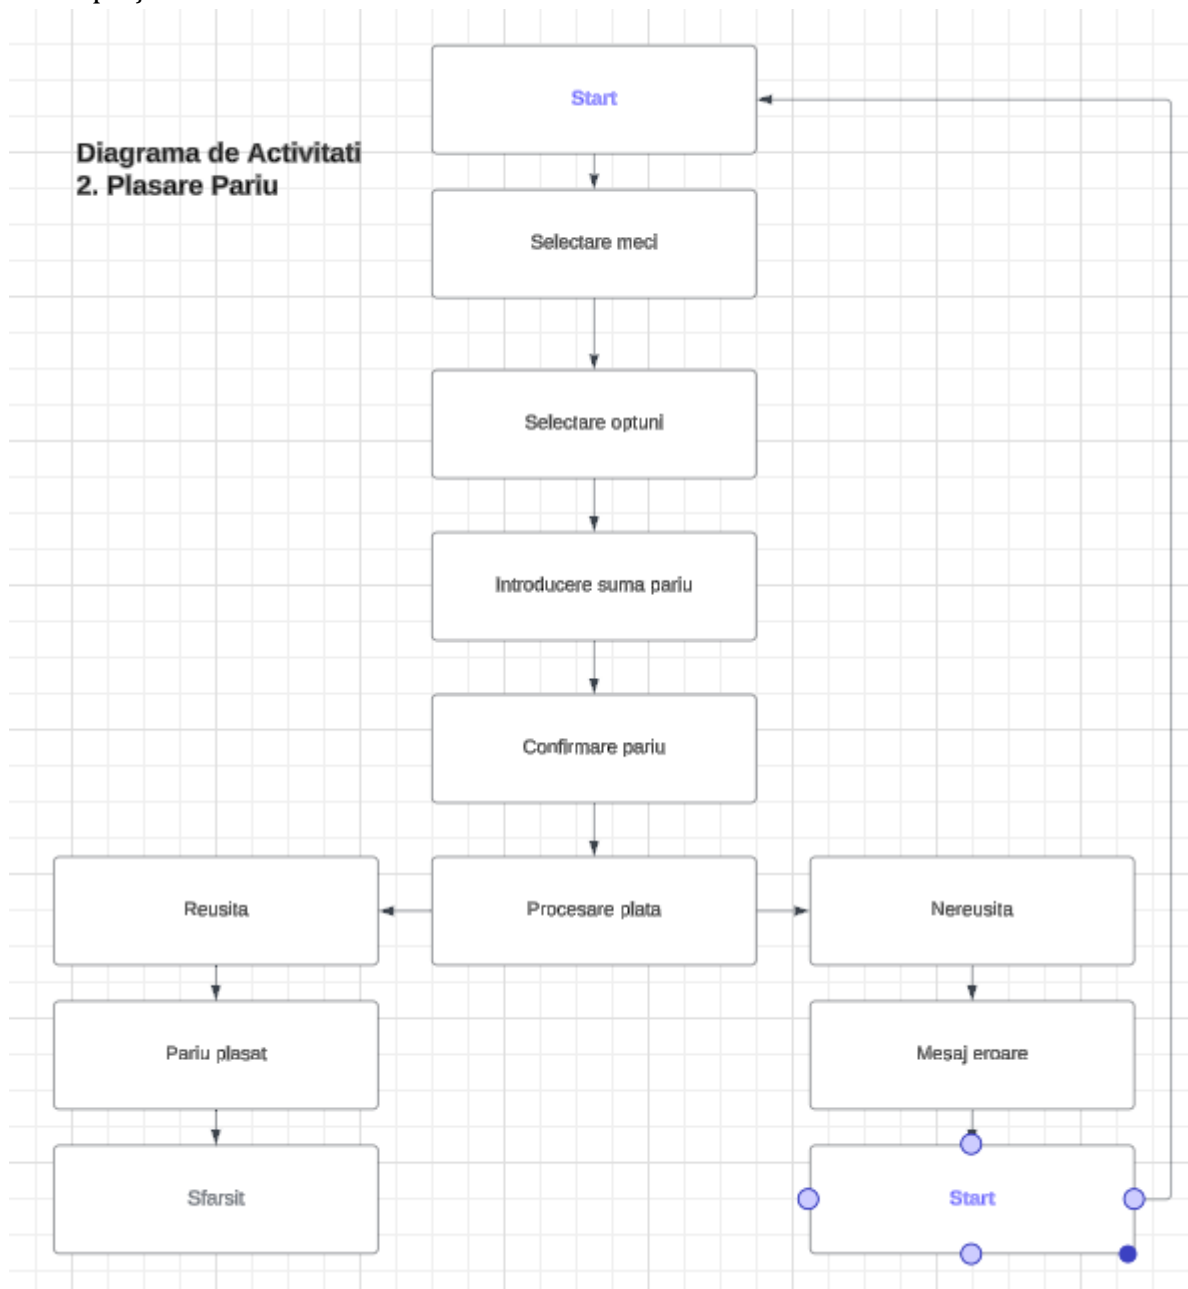 Start
Diagrama de Activitati
2. Plasare Pariu
Selectare meci
Selectare optuni
Introducere suma pariu
Confirmare pariu
Reusita
Procesare plata
Nereusita
Pariu plasat
Mesaj eroare
Sfarsit
Start